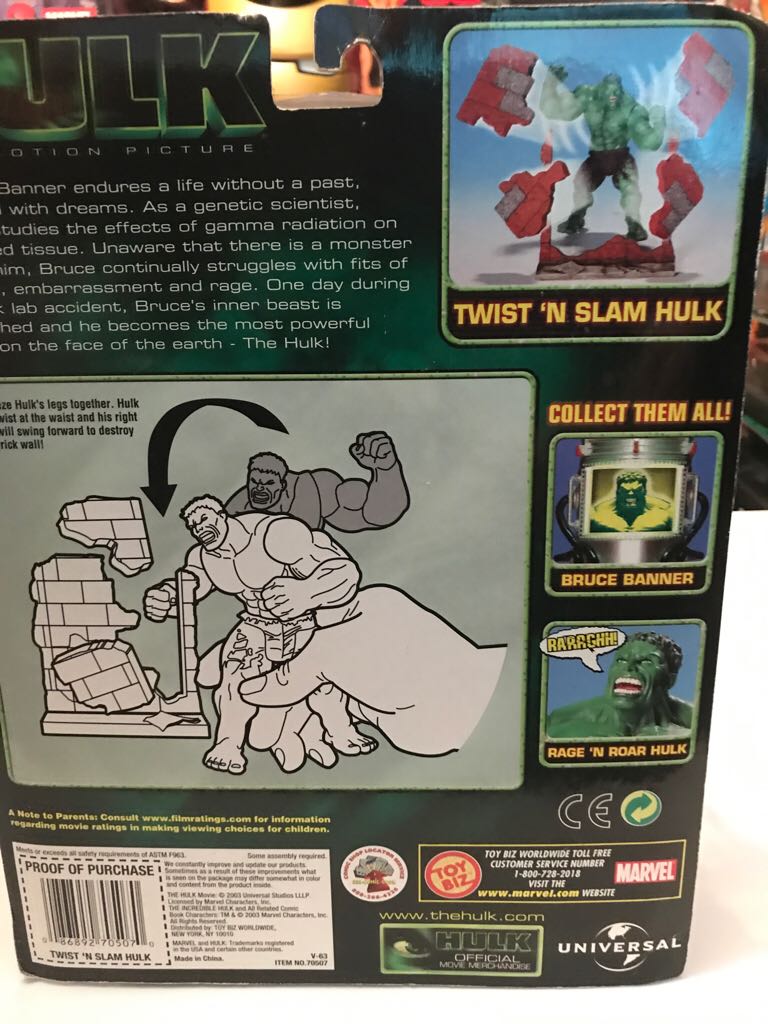 ULK
OTION PICTURE
Banner endures a life without a past,
with dreams. As a genetic scientist,
tudies the effects of gamma radiation on
ed tissue. Unaware that there is a monster
him, Bruce continually struggles with fits of
, embarrassment and rage. One day during
lab accident, Bruce's inner beast is
hed and he becomes the most powerful
on the face of the earth - The Hulk!
TWIST 'N SLAM HULK
ze Hulk's legs together. Hulk
wist at the waist and his right
will swing forward to destroy
rick wall!
COLLECT THEM ALL!
BRUCE BANNER
RARRGHH!
RAGE 'N ROAR HULK
CE
A Note to Parents: Consult www.filmratings.com for information
regarding movie ratings in making viewing choices for children.
Meets or exceeds all safety requirements of ASTM F963.
Some assembly required.
PROOF OF PURCHASE
0 86892 70507 0
TWIST 'N SLAM HULK
We constantly improve and update our products.
Sometimes as a result of these improvements what
is seen on the package may differ somewhat in color
and content from the product inside.
THE HULK Movie: © 2003 Universal Studios LLLP.
Licensed by Marvel Characters, Inc.
THE INCREDIBLE HULK and All Related Comic
Book Characters: TM & © 2003 Marvel Characters, Inc.
All Rights Reserved.
Distributed by: TOY BIZ WORLDWIDE,
NEW YORK, NY 10010
MARVEL and HULK: Trademarks registered
in the USA and certain other countries.
Made in China.
V-63
ITEM NO.70507
COMIC SHOP LOCATOR SERVICE
TOY BIZ
TOY BIZ WORLDWIDE TOLL FREE
CUSTOMER SERVICE NUMBER
1-800-728-2018
VISIT THE
www.marvel.com WEBSITE
MARVEL
www.thehulk.com
HULK
OFFICIAL
MOVIE MERCHANDISE
UNIVERSAL